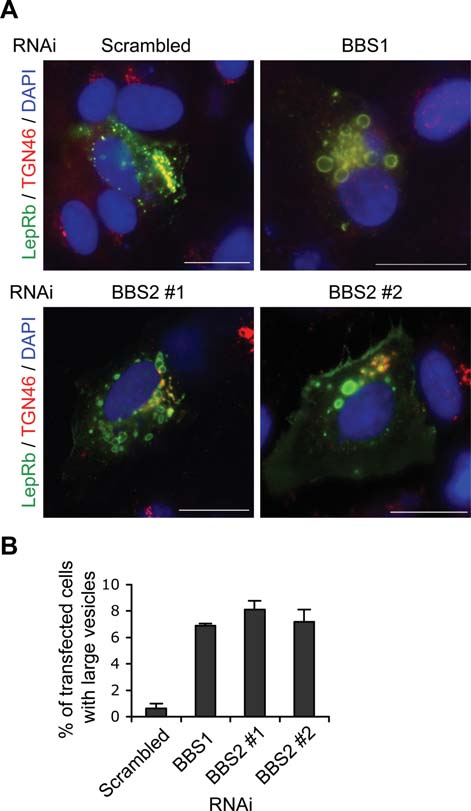 A
RNAi Scrambled BBS1
LepRb / TGN46 / DAPI
RNAi BBS2 #1 BBS2 #2
LepRb / TGN46 / DAPI
B
% of transfected cells
with large vesicles
10
8
6
4
2
0
Scrambled
BBS1
BBS2 #1
BBS2 #2
RNAi